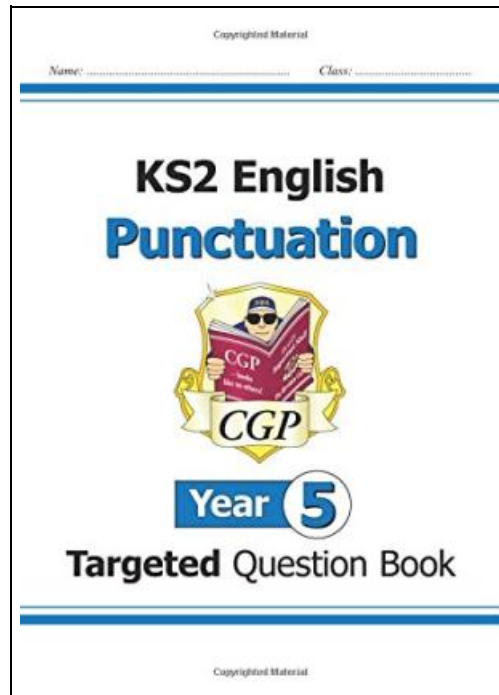 Copyrighted Material
Name: ........................................................ Class: ................................
KS2 English
Punctuation
CGP
CGP
Year 5
Targeted Question Book
Copyrighted Material